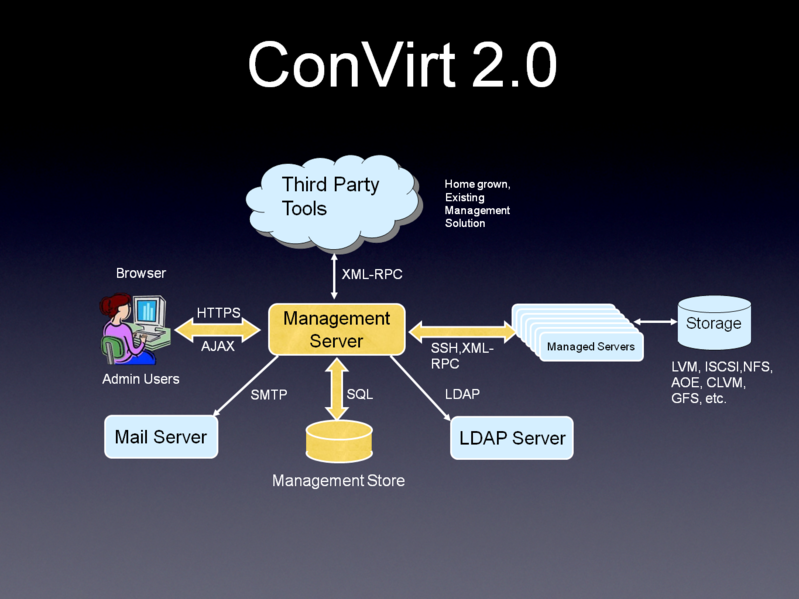 ConVirt 2.0
Third Party
Tools
Home grown,
Existing
Management
Solution
XML-RPC
Browser
HTTPS
AJAX
Admin Users
Management
Server
SSH,XML-
RPC
Managed Servers
Storage
LVM, ISCSI,NFS,
AOE, CLVM,
GFS, etc.
SMTP
SQL
LDAP
Mail Server
LDAP Server
Management Store